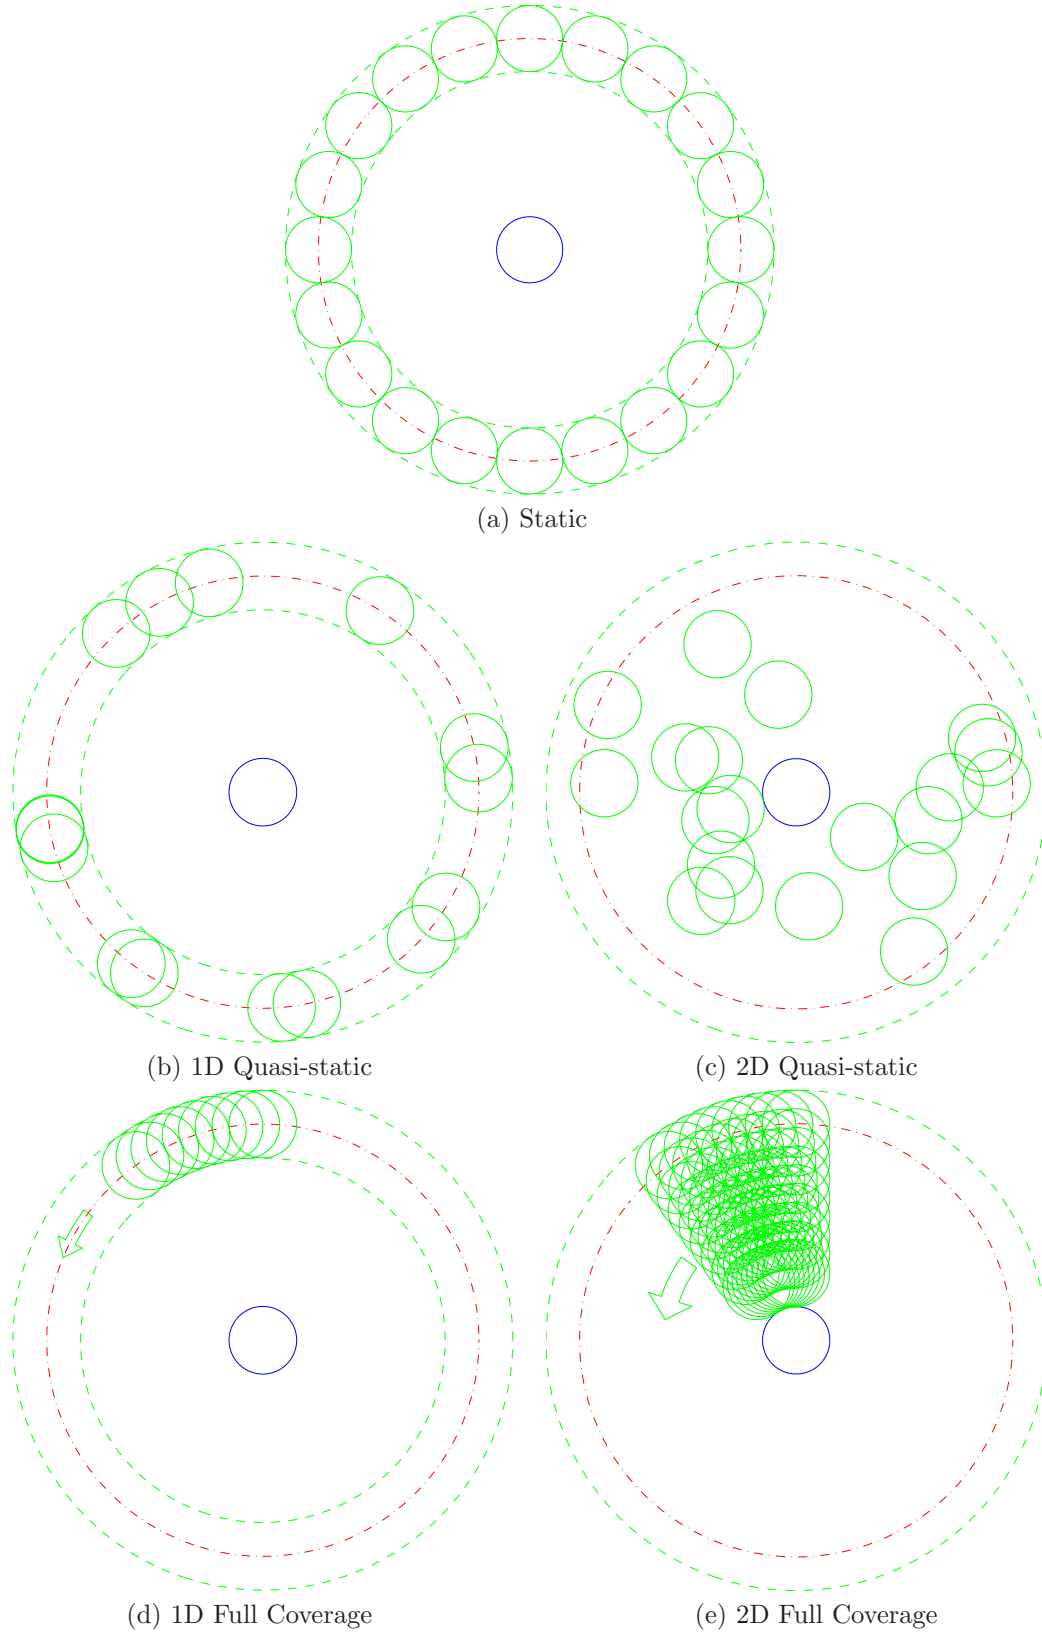 (a) Static
(b) 1D Quasi-static
(c) 2D Quasi-static
(d) 1D Full Coverage
(e) 2D Full Coverage